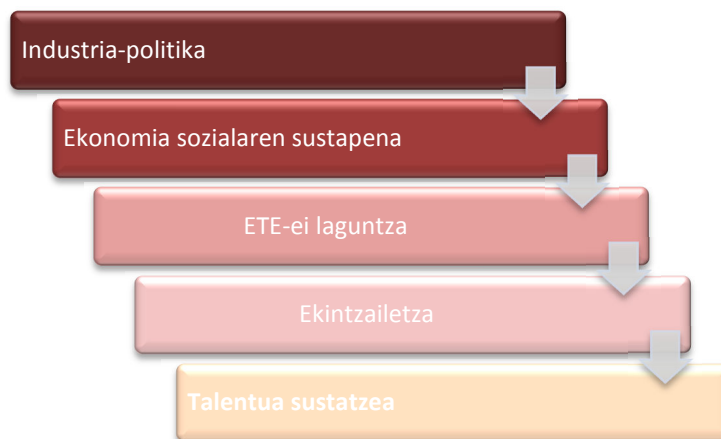 Industria-politika
Ekonomia sozialaren sustapena
ETE-ei laguntza
Ekintzailetza
Talentua sustatzea